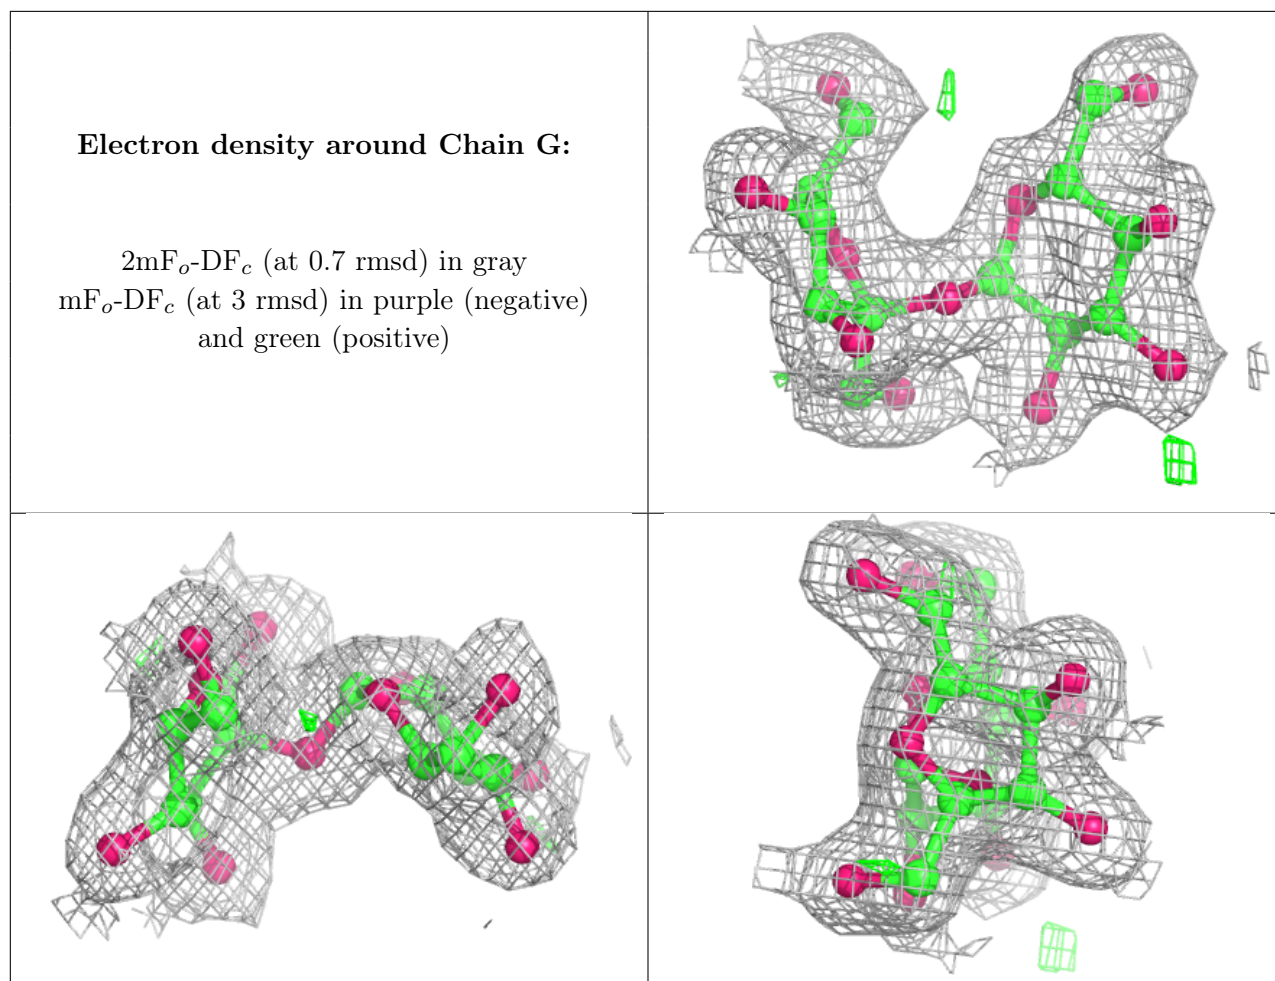 Electron density around Chain G:
2mFₒ-DF𝒸 (at 0.7 rmsd) in gray
mFₒ-DF𝒸 (at 3 rmsd) in purple (negative)
and green (positive)